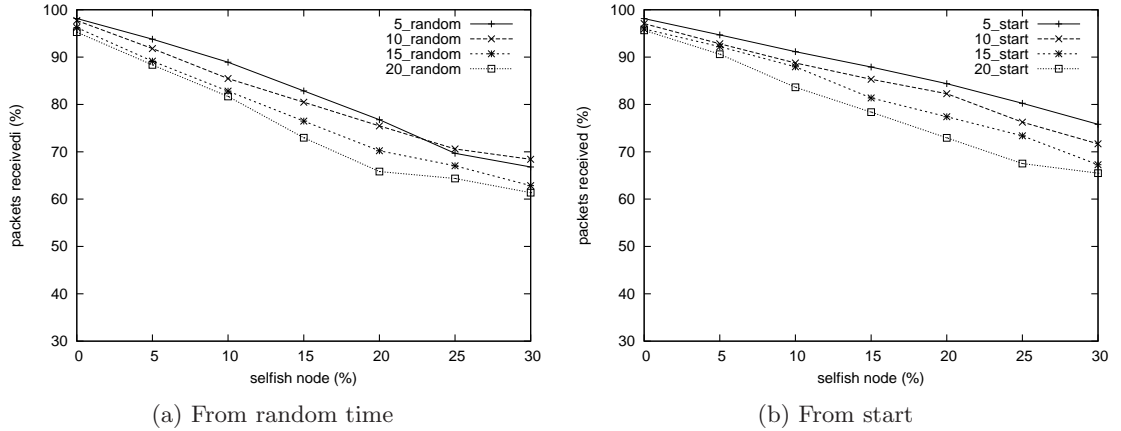 100
90
80
70
60
50
40
30
packets receivedi (%)
0 5 10 15 20 25 30
selfish node (%)
5_random
10_random
15_random
20_random
(a) From random time
100
90
80
70
60
50
40
30
packets received (%)
0 5 10 15 20 25 30
selfish node (%)
5_start
10_start
15_start
20_start
(b) From start